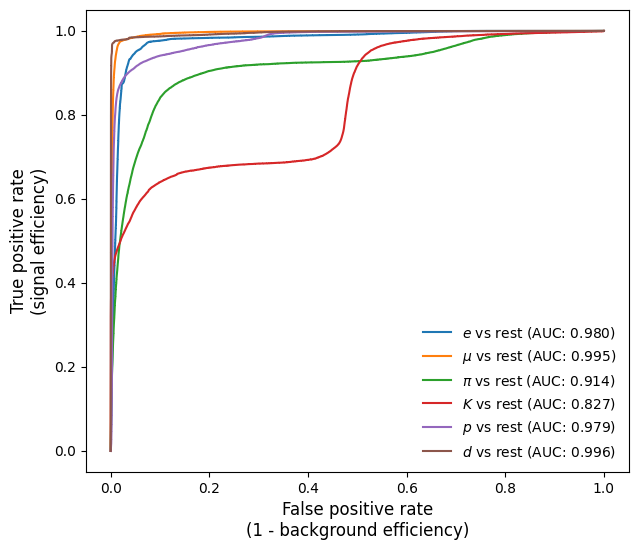 True positive rate
(signal efficiency)
1.0
0.8
0.6
0.4
0.2
0.0
e vs rest (AUC: 0.980)
μ vs rest (AUC: 0.995)
π vs rest (AUC: 0.914)
K vs rest (AUC: 0.827)
p vs rest (AUC: 0.979)
d vs rest (AUC: 0.996)
0.0 0.2 0.4 0.6 0.8 1.0
False positive rate
(1 - background efficiency)